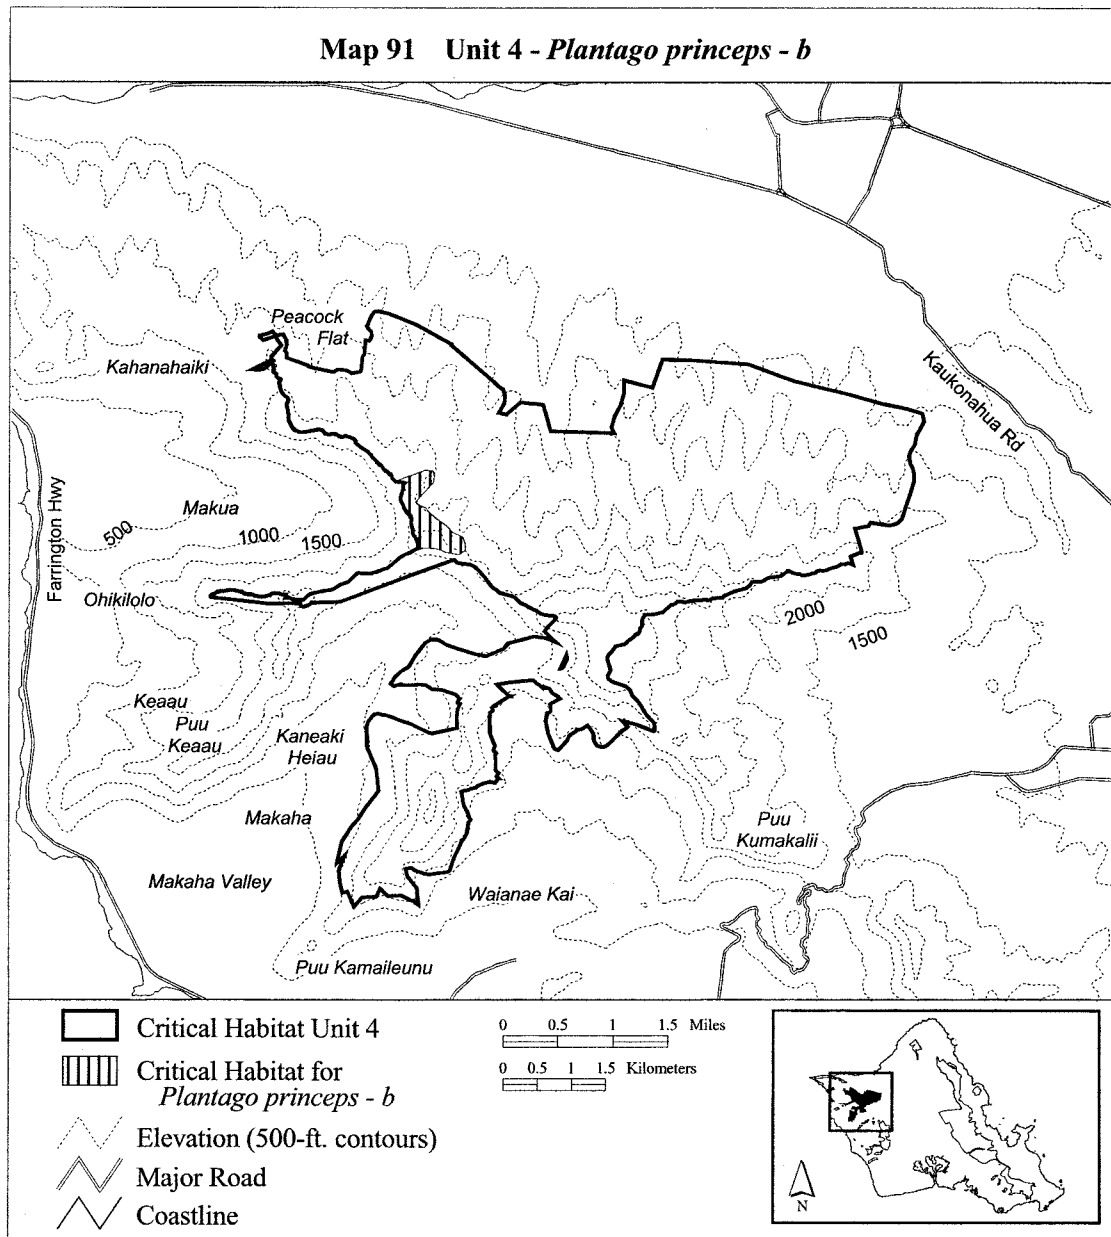 Map 91 Unit 4 - Plantago princeps - b
Peacock
Flat
Kahanahaiki
Kaukonahua Rd
Farrington Hwy
Makua
500
1000
1500
Ohikilolo
2000
1500
Keaau
Puu
Keaau
Kaneaki
Heiau
Makaha
Puu
Kumakalii
Makaha Valley
Waianae Kai
Puu Kamaileunu
Critical Habitat Unit 4
Critical Habitat for
Plantago princeps - b
Elevation (500-ft. contours)
Major Road
Coastline
0 0.5 1 1.5 Miles
0 0.5 1 1.5 Kilometers
N